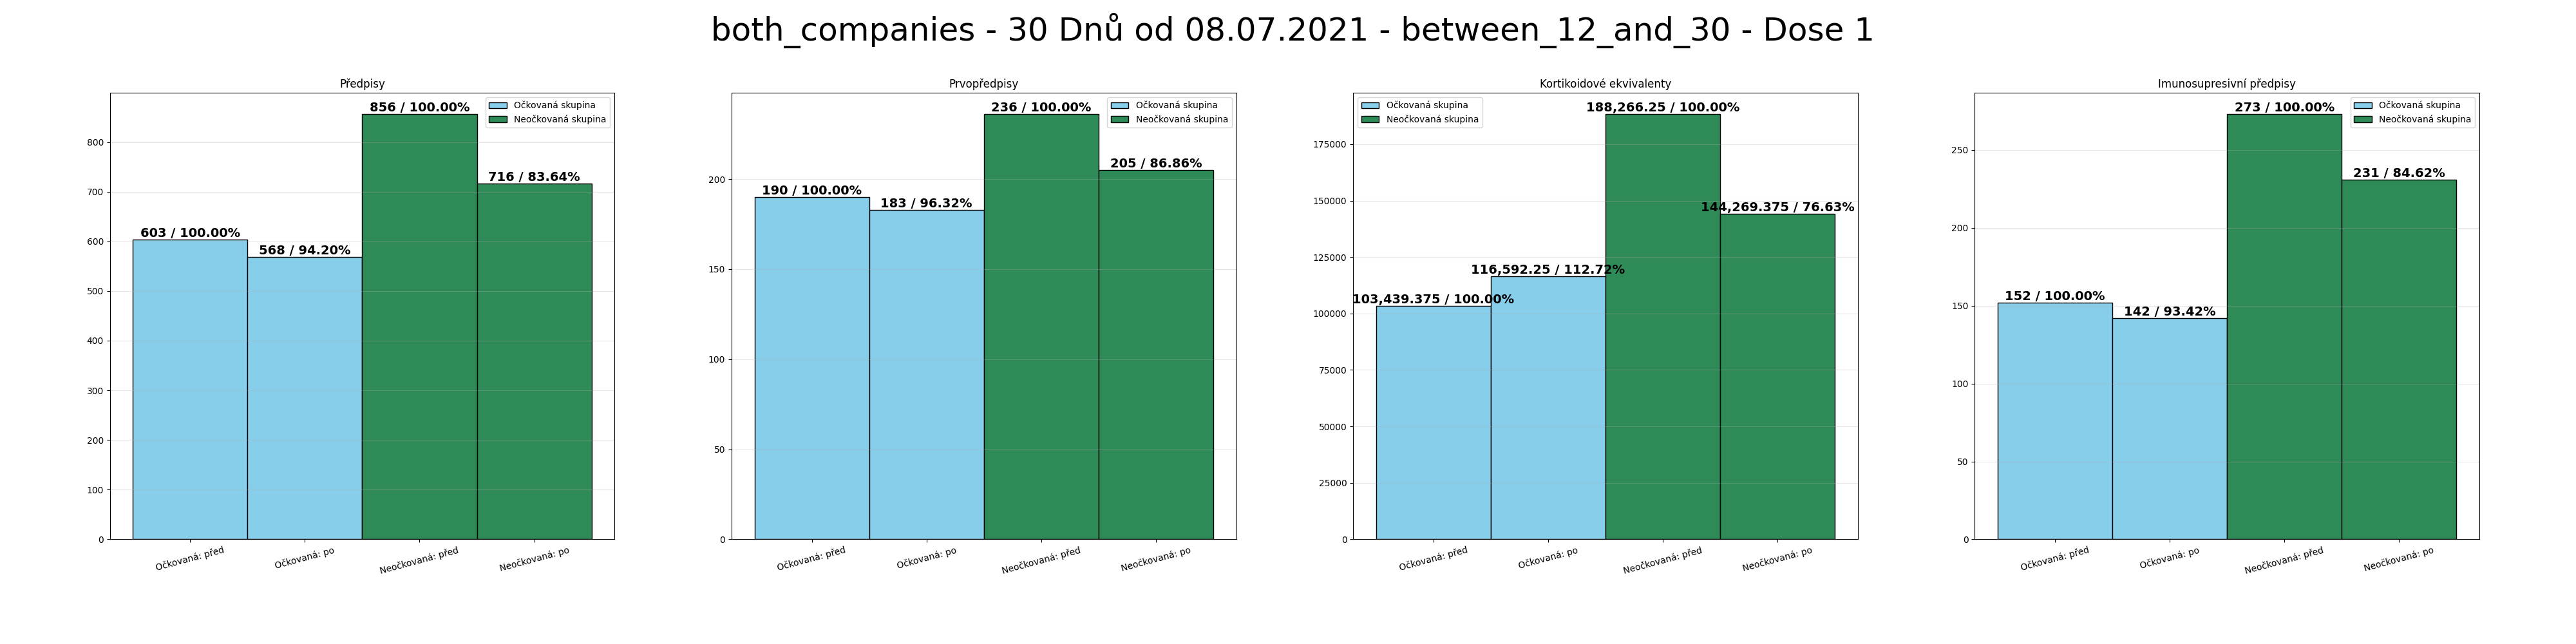 both_companies - 30 Dnů od 08.07.2021 - between_12_and_30 - Dose 1
Předpisy
856 / 100.00%
Očkovaná skupina
Neočkovaná skupina
716 / 83.64%
603 / 100.00%
568 / 94.20%
800
700
600
500
400
300
200
100
0
Očkovaná: před
Očkovaná: po
Neočkovaná: před
Neočkovaná: po
Prvopředpisy
236 / 100.00%
Očkovaná skupina
Neočkovaná skupina
205 / 86.86%
190 / 100.00%
183 / 96.32%
200
150
100
50
0
Očkovaná: před
Očkovaná: po
Neočkovaná: před
Neočkovaná: po
Kortikoidové ekvivalenty
Očkovaná skupina
Neočkovaná skupina
188,266.25 / 100.00%
144,269.375 / 76.63%
116,592.25 / 112.72%
103,439.375 / 100.00%
175000
150000
125000
100000
75000
50000
25000
0
Očkovaná: před
Očkovaná: po
Neočkovaná: před
Neočkovaná: po
Imunosupresivní předpisy
273 / 100.00%
Očkovaná skupina
Neočkovaná skupina
231 / 84.62%
152 / 100.00%
142 / 93.42%
250
200
150
100
50
0
Očkovaná: před
Očkovaná: po
Neočkovaná: před
Neočkovaná: po